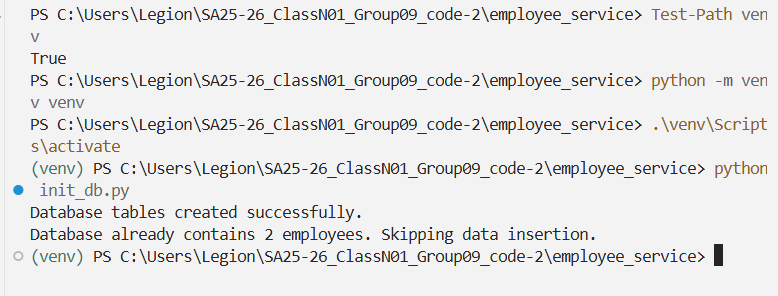 PS C:\Users\Legion\SA25-26_ClassN01_Group09_code-2\employee_service> Test-Path ven
v
True
PS C:\Users\Legion\SA25-26_ClassN01_Group09_code-2\employee_service> python -m ven
v venv
PS C:\Users\Legion\SA25-26_ClassN01_Group09_code-2\employee_service> .\venv\Script
s\activate
(venv) PS C:\Users\Legion\SA25-26_ClassN01_Group09_code-2\employee_service> python
 init_db.py
Database tables created successfully.
Database already contains 2 employees. Skipping data insertion.
(venv) PS C:\Users\Legion\SA25-26_ClassN01_Group09_code-2\employee_service>